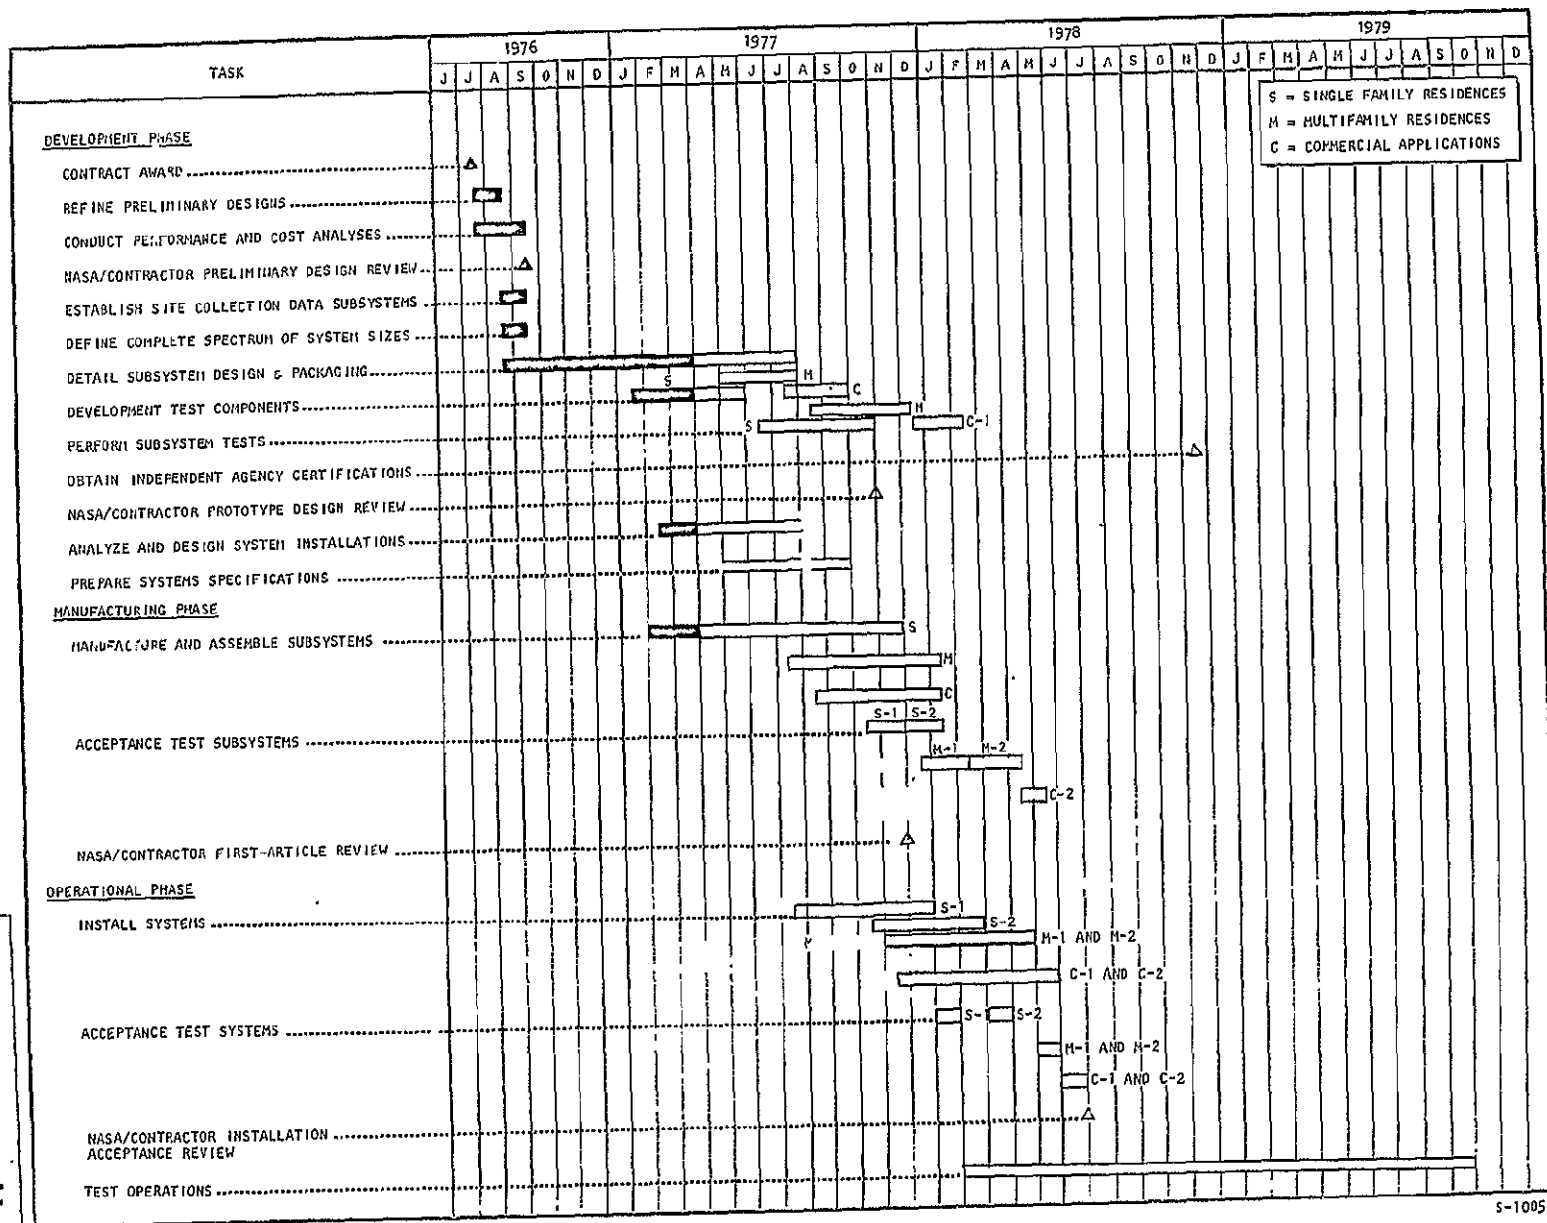 1976 1977 1978 1979
TASK
J J A S O N D J F M A M J J A S O N D J F M A M J J A S O N D J F M A M J J A S O N D
S = SINGLE FAMILY RESIDENCES
M = MULTIFAMILY RESIDENCES
C = COMMERCIAL APPLICATIONS
DEVELOPMENT PHASE
CONTRACT AWARD
REFINE PRELIMINARY DESIGNS
CONDUCT PERFORMANCE AND COST ANALYSES
NASA/CONTRACTOR PRELIMINARY DESIGN REVIEW
ESTABLISH SITE COLLECTION DATA SUBSYSTEMS
DEFINE COMPLETE SPECTRUM OF SYSTEM SIZES
DETAIL SUBSYSTEM DESIGN & PACKAGING
S M C
DEVELOPMENT TEST COMPONENTS
M
PERFORM SUBSYSTEM TESTS
S C-1
OBTAIN INDEPENDENT AGENCY CERTIFICATIONS
NASA/CONTRACTOR PROTOTYPE DESIGN REVIEW
ANALYZE AND DESIGN SYSTEM INSTALLATIONS
PREPARE SYSTEMS SPECIFICATIONS
MANUFACTURING PHASE
MANUFACTURE AND ASSEMBLE SUBSYSTEMS S
M
C
S-1 S-2
ACCEPTANCE TEST SUBSYSTEMS
M-1 M-2
C-2
NASA/CONTRACTOR FIRST-ARTICLE REVIEW
OPERATIONAL PHASE
INSTALL SYSTEMS S-1
S-2
M-1 AND M-2
C-1 AND C-2
ACCEPTANCE TEST SYSTEMS S-1 S-2
M-1 AND M-2
C-1 AND C-2
NASA/CONTRACTOR INSTALLATION
ACCEPTANCE REVIEW
TEST OPERATIONS
S-1005